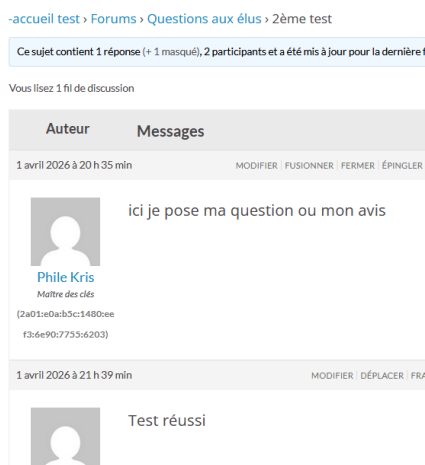 -accueil test › Forums › Questions aux élus › 2ème test
Ce sujet contient 1 réponse (+ 1 masqué), 2 participants et a été mis à jour pour la dernière f
Vous lisez 1 fil de discussion
Auteur Messages
1 avril 2026 à 20 h 35 min MODIFIER FUSIONNER FERMER ÉPINGLER
ici je pose ma question ou mon avis
Phile Kris
Maître des clés
(2a01:e0a:b5c:1480:ee
f3:6e90:7755:6203)
1 avril 2026 à 21 h 39 min MODIFIER DÉPLACER FRA
Test réussi